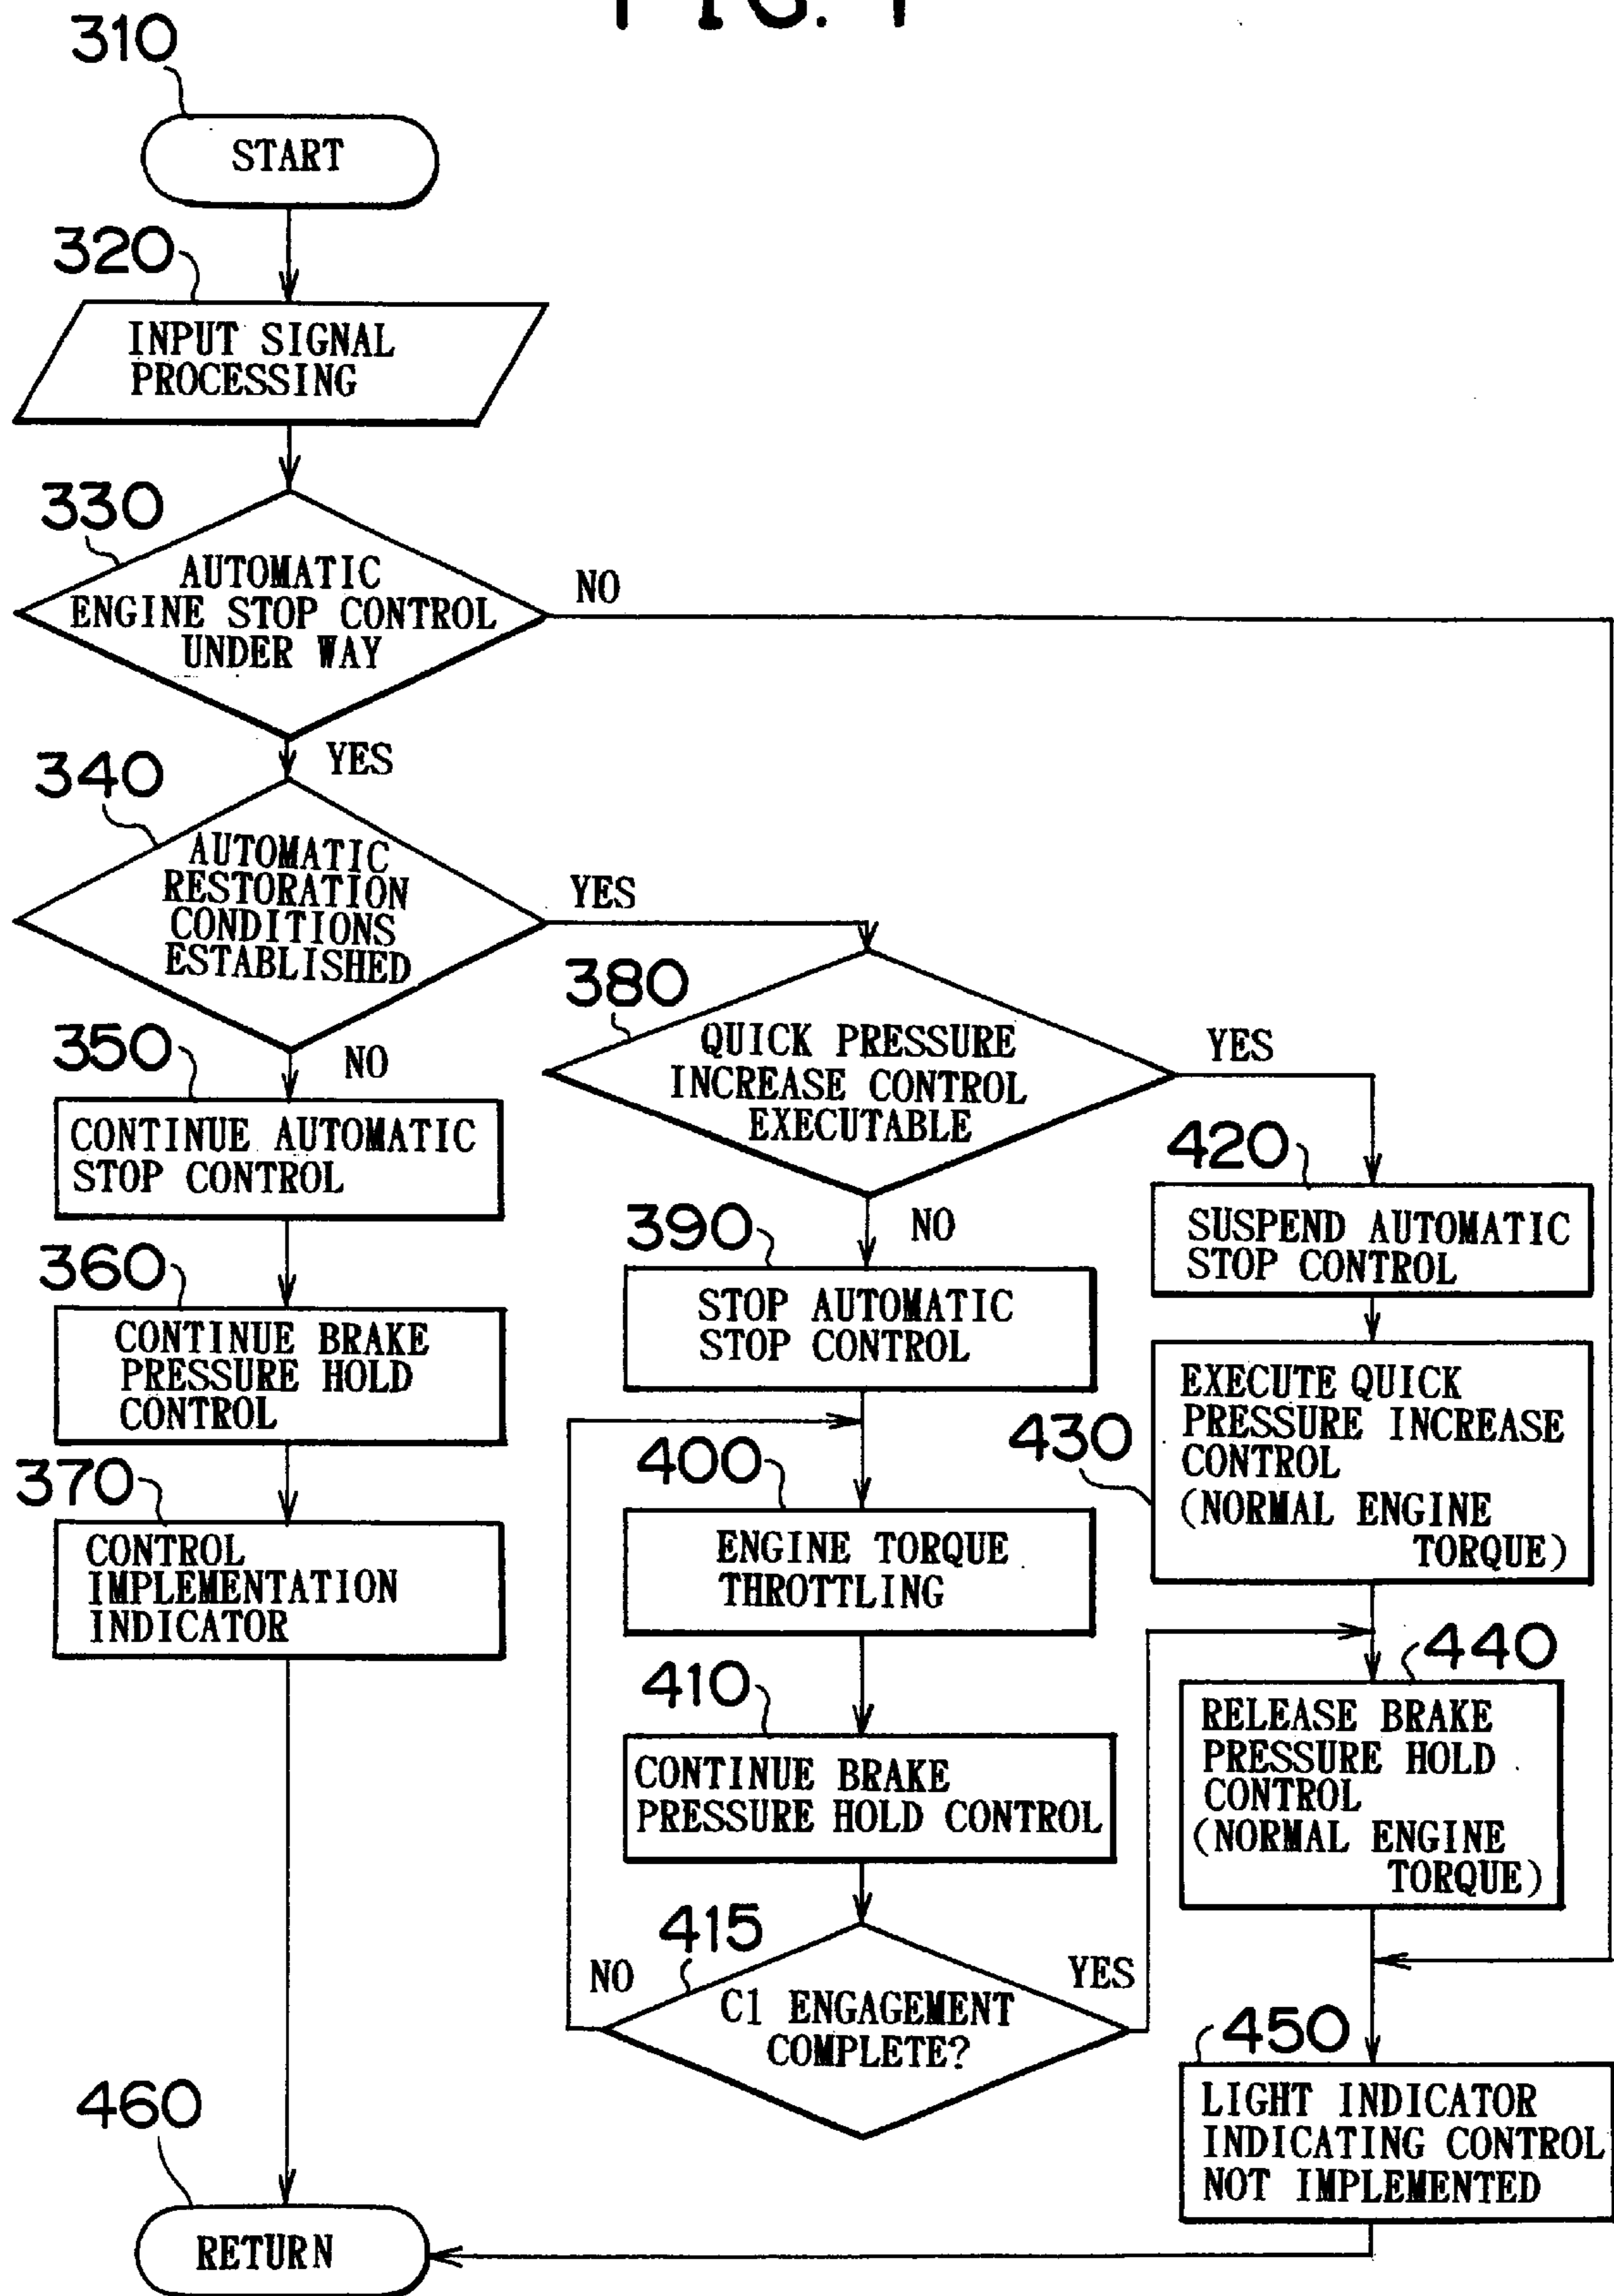 FIG.
310
START
320
INPUT SIGNAL
PROCESSING
330
AUTOMATIC
ENGINE STOP CONTROL
UNDER WAY
NO
YES
340
AUTOMATIC
RESTORATION
CONDITIONS
ESTABLISHED
YES
NO
350
CONTINUE AUTOMATIC
STOP CONTROL
360
CONTINUE BRAKE
PRESSURE HOLD
CONTROL
370
CONTROL
IMPLEMENTATION
INDICATOR
380
QUICK PRESSURE
INCREASE CONTROL
EXECUTABLE
YES
NO
390
STOP AUTOMATIC
STOP CONTROL
400
ENGINE TORQUE
THROTTLING
410
CONTINUE BRAKE
PRESSURE HOLD CONTROL
415
C1 ENGAGEMENT
COMPLETE?
NO
YES
420
SUSPEND AUTOMATIC
STOP CONTROL
430
EXECUTE QUICK
PRESSURE INCREASE
CONTROL
(NORMAL ENGINE
TORQUE)
440
RELEASE BRAKE
PRESSURE HOLD
CONTROL
(NORMAL ENGINE
TORQUE)
450
LIGHT INDICATOR
INDICATING CONTROL
NOT IMPLEMENTED
460
RETURN